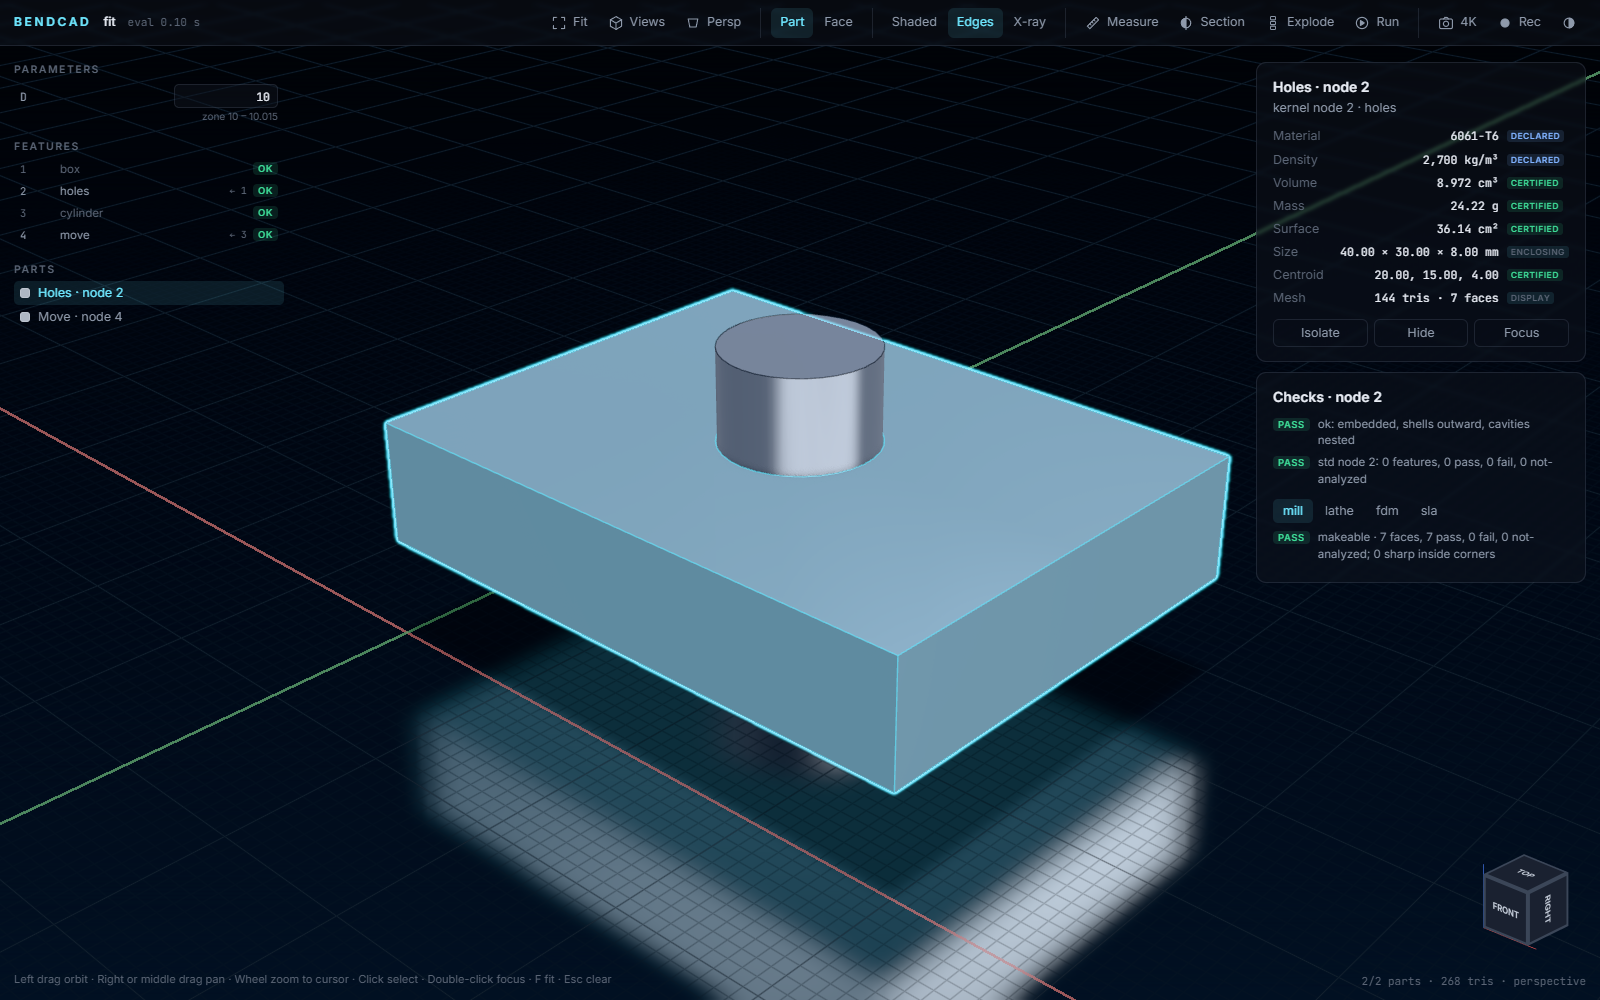 BENDCAD fit eval 0.10 s Fit Views Persp Part Face Shaded Edges X-ray Measure Section Explode Run 4K Rec
PARAMETERS
D 10
zone 10 – 10.015
FEATURES
1 box OK
2 holes ← 1 OK
3 cylinder OK
4 move ← 3 OK
PARTS
Holes · node 2
Move · node 4
Holes · node 2
kernel node 2 · holes
Material 6061-T6 DECLARED
Density 2,700 kg/m³ DECLARED
Volume 8.972 cm³ CERTIFIED
Mass 24.22 g CERTIFIED
Surface 36.14 cm² CERTIFIED
Size 40.00 × 30.00 × 8.00 mm ENCLOSING
Centroid 20.00, 15.00, 4.00 CERTIFIED
Mesh 144 tris · 7 faces DISPLAY
Isolate Hide Focus
Checks · node 2
PASS ok: embedded, shells outward, cavities
nested
PASS std node 2: 0 features, 0 pass, 0 fail, 0 not-
analyzed
mill lathe fdm sla
PASS makeable · 7 faces, 7 pass, 0 fail, 0 not-
analyzed; 0 sharp inside corners
TOP
FRONT RIGHT
Left drag orbit · Right or middle drag pan · Wheel zoom to cursor · Click select · Double-click focus · F fit · Esc clear
2/2 parts · 268 tris · perspective